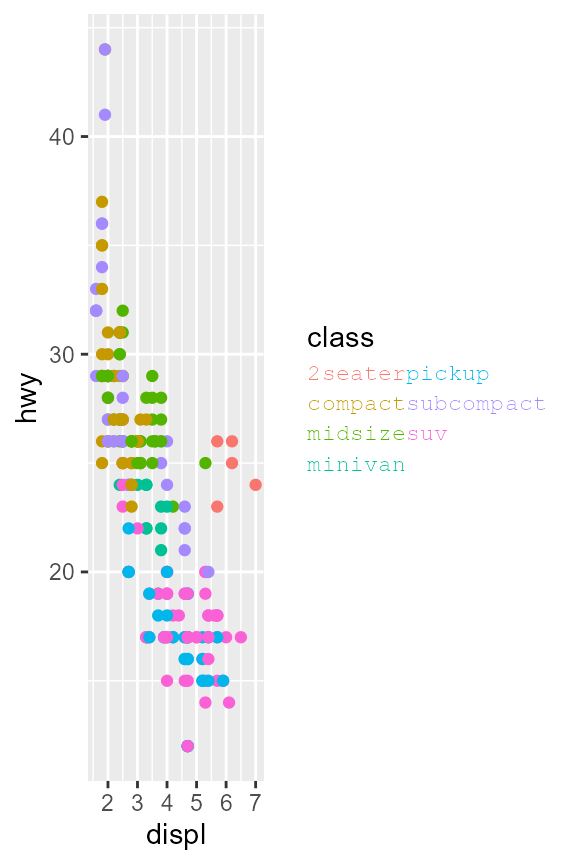 40
30
20
hwy
2 3 4 5 6 7
displ
class
2seaterpickup
compactsubcompact
midsizesuv
minivan